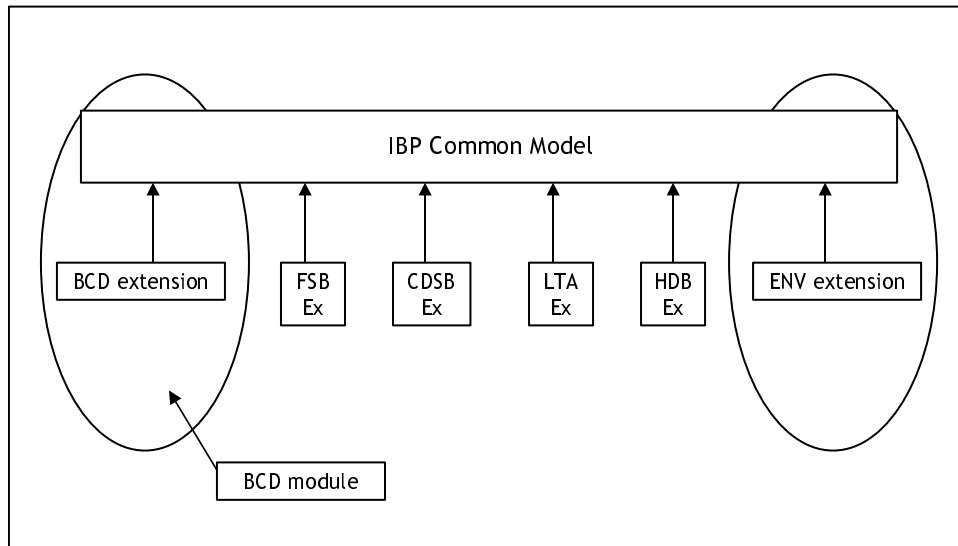 IBP Common Model
BCD extension
FSB
Ex
CDSB
Ex
LTA
Ex
HDB
Ex
ENV extension
BCD module